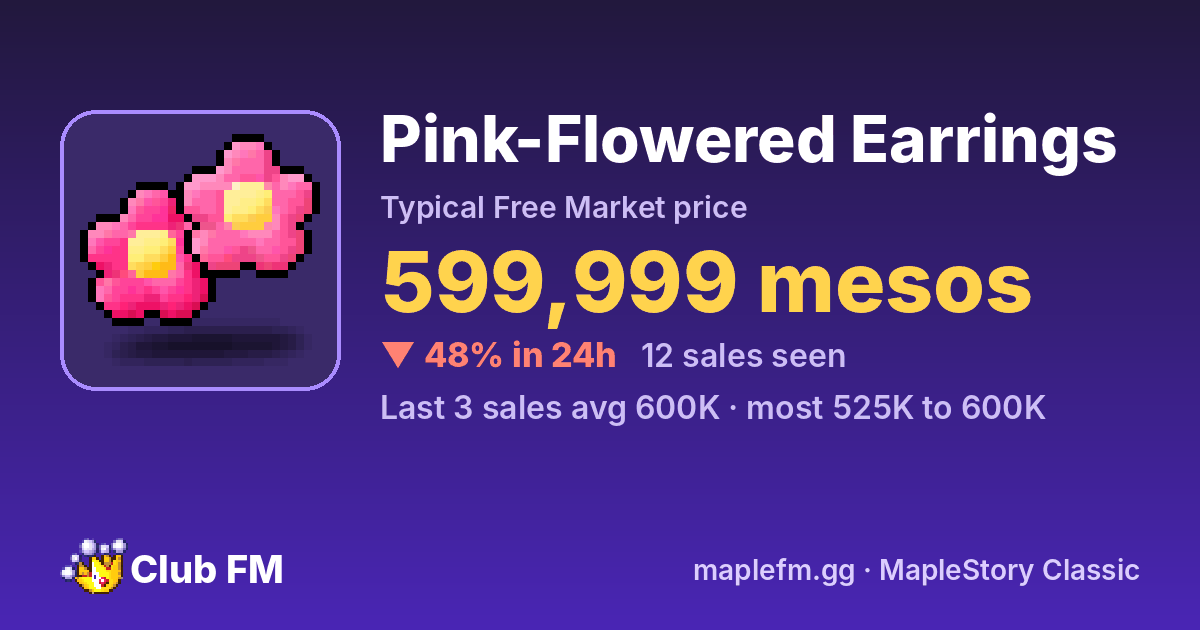 Pink-Flowered Earrings
Typical Free Market price
599,999 mesos
▼ 48% in 24h 12 sales seen
Last 3 sales avg 600K · most 525K to 600K
Club FM
maplefm.gg · MapleStory Classic